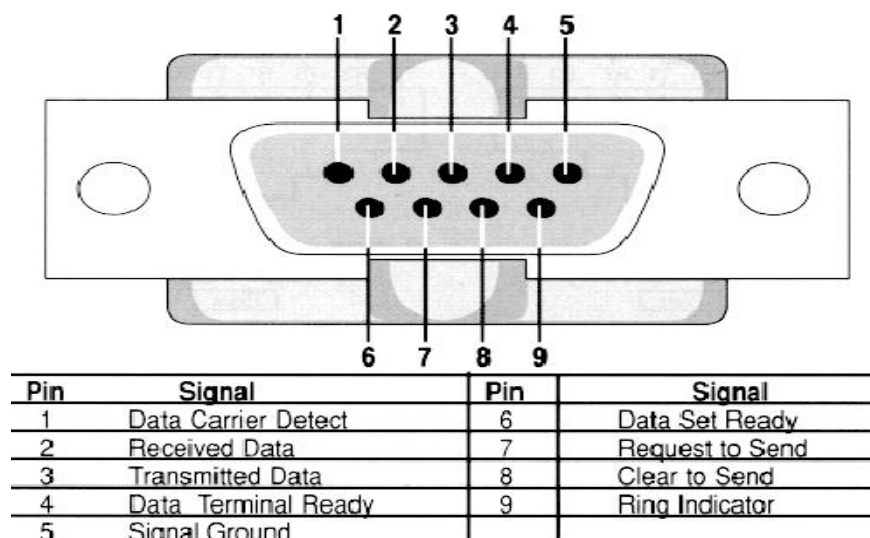 1 2 3 4 5
6 7 8 9
Pin Signal Pin Signal
1 Data Carrier Detect 6 Data Set Ready
2 Received Data 7 Request to Send
3 Transmitted Data 8 Clear to Send
4 Data Terminal Ready 9 Ring Indicator
5 Signal Ground